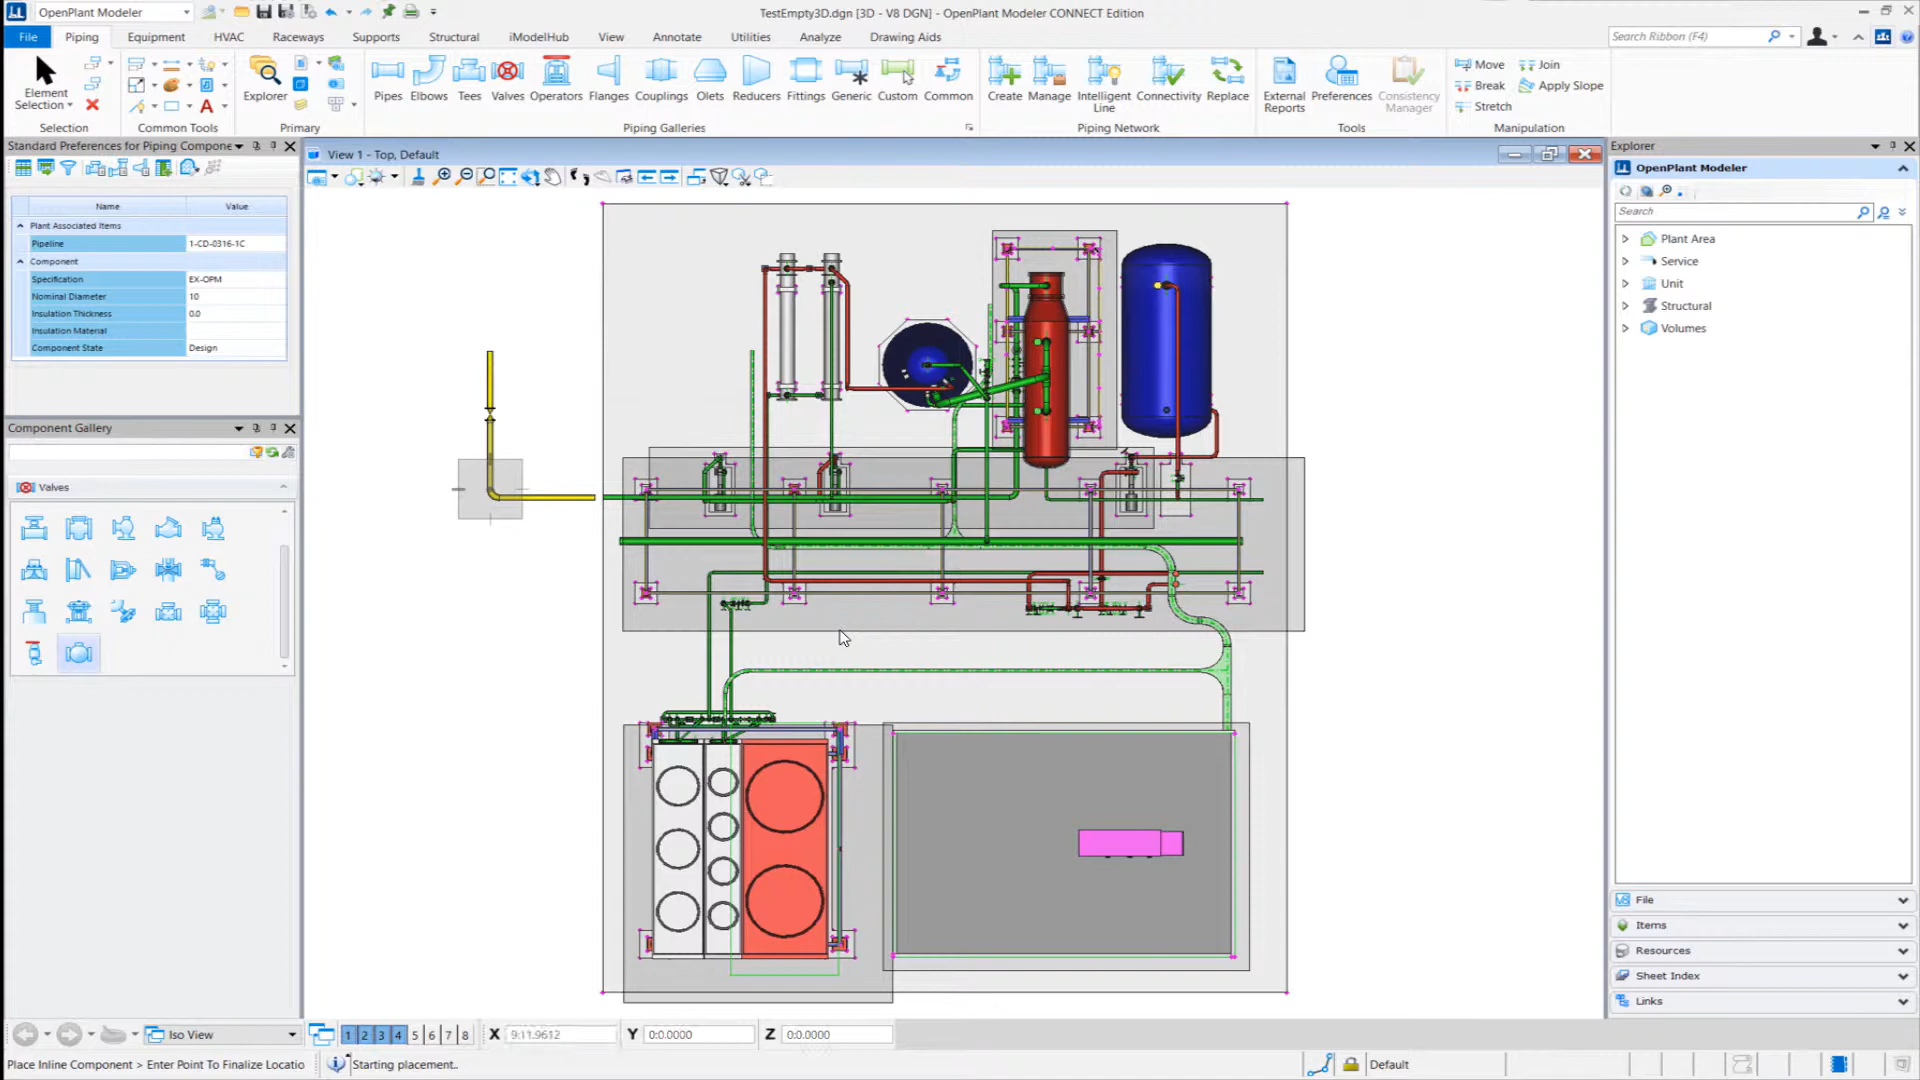 OpenPlant Modeler
TestEmpty3D.dgn [3D - V8 DGN] - OpenPlant Modeler CONNECT Edition
File Piping Equipment HVAC Raceways Supports Structural iModelHub View Annotate Utilities Analyze Drawing Aids
Search Ribbon (F4)
Element Selection
Explorer
Pipes Elbows Tees Valves Operators Flanges Couplings Olets Reducers Fittings Generic Custom Common
Create Manage Intelligent Line Connectivity Replace
External Reports Preferences Consistency Manager
Move Join
Break Apply Slope
Stretch
Selection Common Tools Primary Piping Galleries Piping Network Tools Manipulation
Standard Preferences for Piping Compone
Name Value
Plant Associated Items
Pipeline 1-CD-0316-1C
Component
Specification EX-OPM
Nominal Diameter 10
Insulation Thickness 0.0
Insulation Material
Component State Design
Component Gallery
Valves
View 1 - Top, Default
Explorer
OpenPlant Modeler
Search
Plant Area
Service
Unit
Structural
Volumes
File
Items
Resources
Sheet Index
Links
Iso View
1 2 3 4 5 6 7 8
X 9:11.9612 Y 0:0.0000 Z 0:0.0000
Place Inline Component > Enter Point To Finalize Locatio
Starting placement..
Default